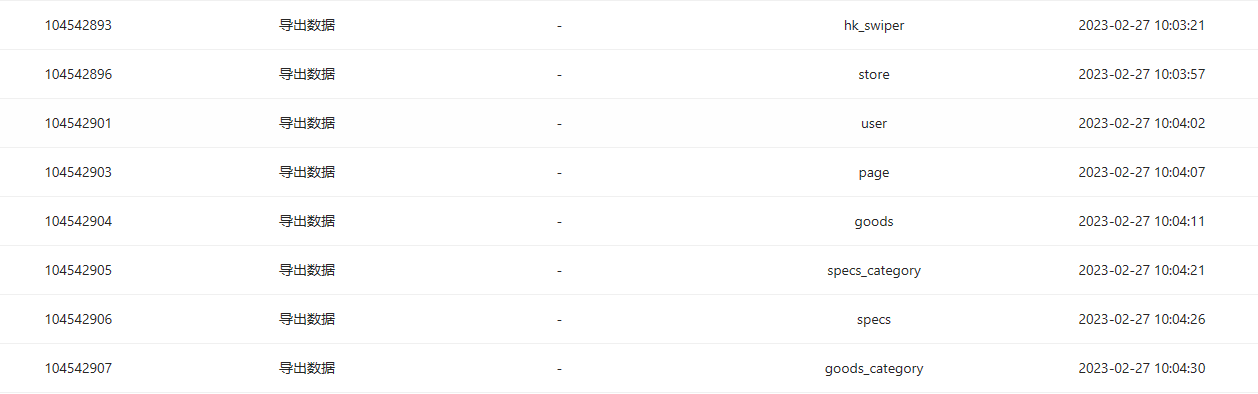 104542893 导出数据 - hk_swiper 2023-02-27 10:03:21
104542896 导出数据 - store 2023-02-27 10:03:57
104542901 导出数据 - user 2023-02-27 10:04:02
104542903 导出数据 - page 2023-02-27 10:04:07
104542904 导出数据 - goods 2023-02-27 10:04:11
104542905 导出数据 - specs_category 2023-02-27 10:04:21
104542906 导出数据 - specs 2023-02-27 10:04:26
104542907 导出数据 - goods_category 2023-02-27 10:04:30